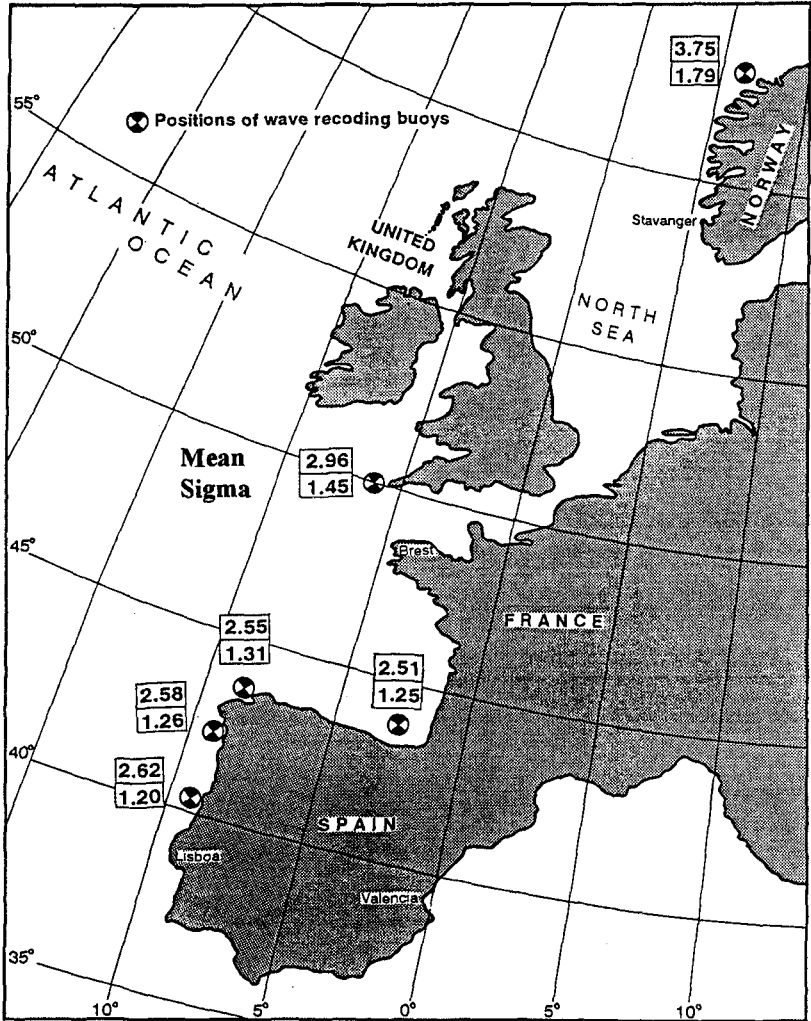 3.75
1.79
55°
Positions of wave recoding buoys
ATLANTIC
OCEAN
UNITED
KINGDOM
NORWAY
Stavanger
NORTH
SEA
50°
Mean
Sigma
2.96
1.45
45°
Brest
FRANCE
2.55
1.31
2.51
1.25
2.58
1.26
40°
2.62
1.20
SPAIN
Lisboa
Valencia
35°
10°
5°
0°
5°
10°